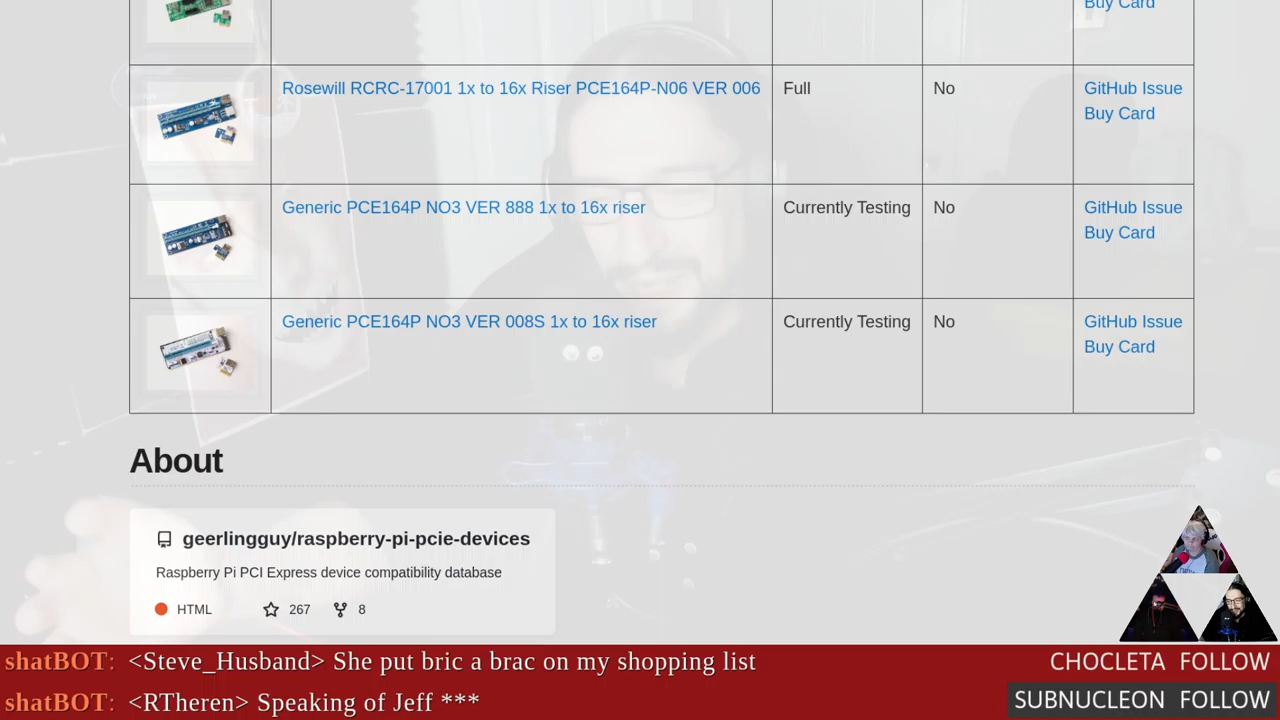 Buy Card
Rosewill RCRC-17001 1x to 16x Riser PCE164P-N06 VER 006 Full No GitHub Issue
Buy Card
Generic PCE164P NO3 VER 888 1x to 16x riser Currently Testing No GitHub Issue
Buy Card
Generic PCE164P NO3 VER 008S 1x to 16x riser Currently Testing No GitHub Issue
Buy Card
About
geerlingguy/raspberry-pi-pcie-devices
Raspberry Pi PCI Express device compatibility database
HTML 267 8
shatBOT: <Steve_Husband> She put bric a brac on my shopping list
CHOCLETA FOLLOW
shatBOT: <RTheren> Speaking of Jeff ***
SUBNUCLEON FOLLOW